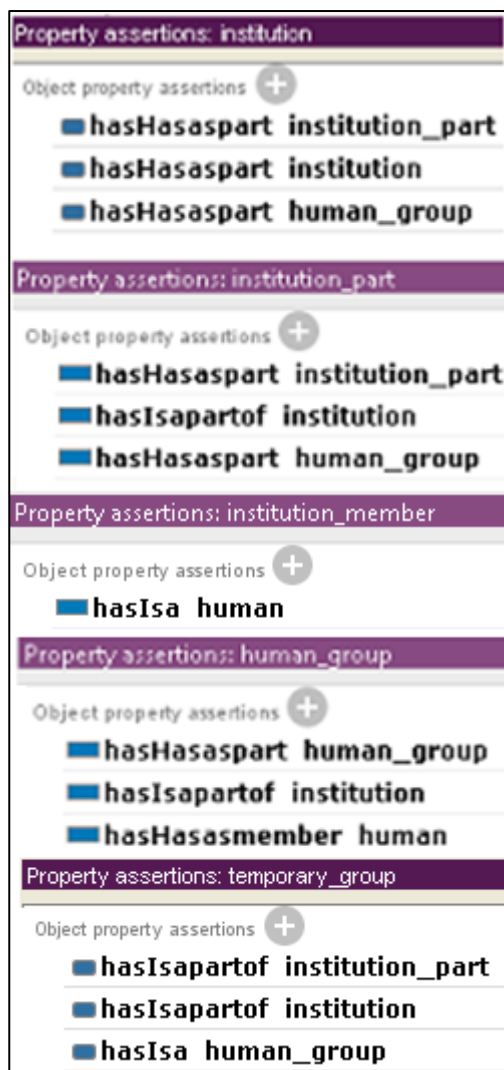 Property assertions: institution
Object property assertions
hasHasaspart institution_part
hasHasaspart institution
hasHasaspart human_group
Property assertions: institution_part
Object property assertions
hasHasaspart institution_part
hasIsapartof institution
hasHasaspart human_group
Property assertions: institution_member
Object property assertions
hasIsa human
Property assertions: human_group
Object property assertions
hasHasaspart human_group
hasIsapartof institution
hasHasasmember human
Property assertions: temporary_group
Object property assertions
hasIsapartof institution_part
hasIsapartof institution
hasIsa human_group